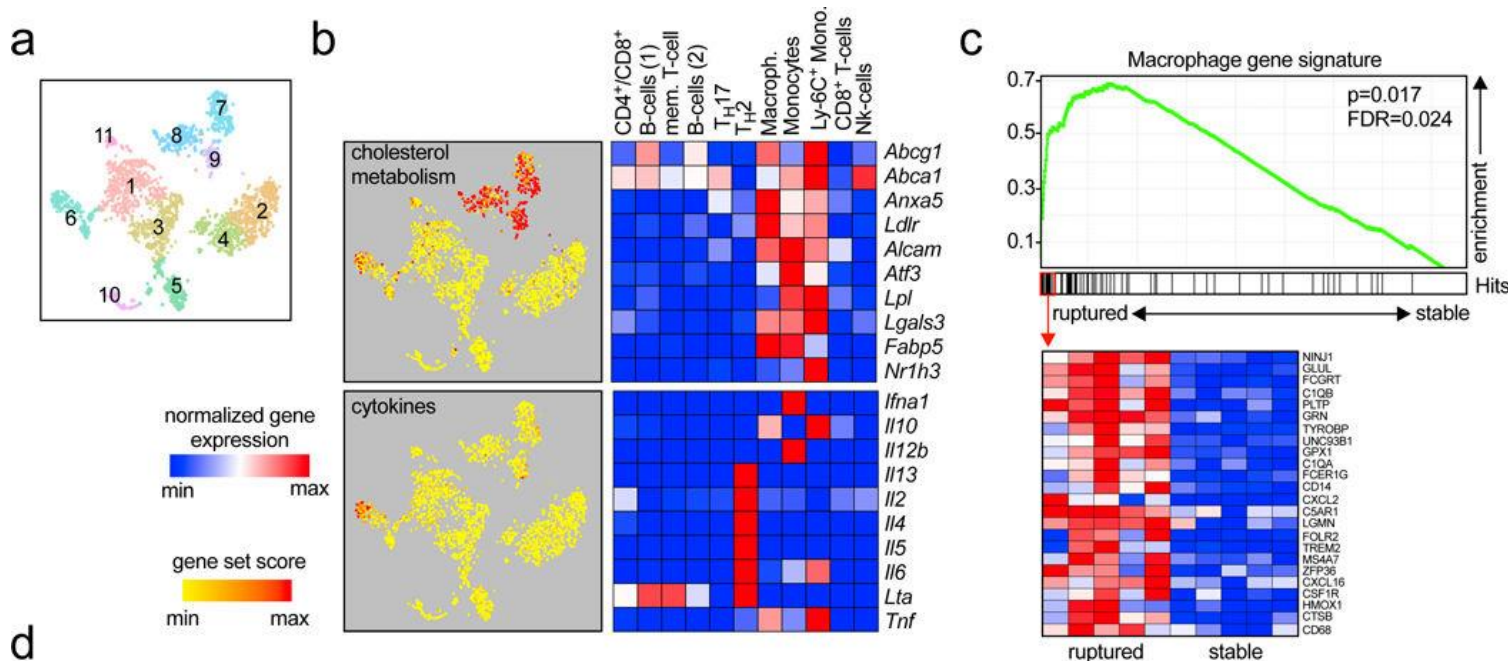 a
11
7
8
9
1
6
3
2
4
5
10
normalized gene
expression
min
max
gene set score
min
max
d
b
CD4⁺/CD8⁺
B-cells (1)
mem. T-cell
B-cells (2)
T_H17
T_H2
Macroph.
Monocytes
Ly-6C⁺ Mono.
CD8⁺ T-cells
Nk-cells
cholesterol
metabolism
Abcg1
Abca1
Anxa5
Ldlr
Alcam
Atf3
Lpl
Lgals3
Fabp5
Nr1h3
cytokines
Ifna1
Il10
Il12b
Il13
Il2
Il4
Il5
Il6
Lta
Tnf
c
Macrophage gene signature
0.7
0.5
0.3
0.1
p=0.017
FDR=0.024
enrichment
Hits
ruptured
stable
NINJ1
GLUL
FCGRT
C1QB
PLTP
GRN
TYROBP
UNC93B1
GPX1
C1QA
FCER1G
CD14
CXCL2
C5AR1
LGMN
FOLR2
TREM2
MS4A7
ZFP36
CXCL16
CSF1R
HMOX1
CTSB
CD68
ruptured
stable